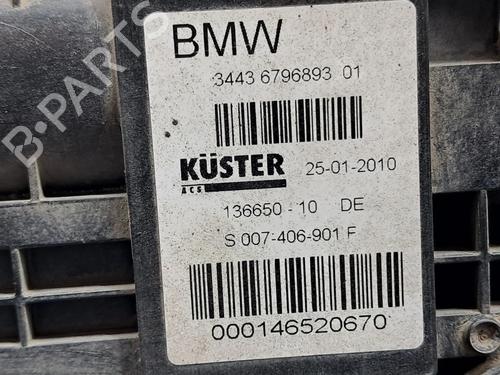 BMW
3443 6796893 01
KÜSTER 25-01-2010
ACS
136650-10 DE
S 007-406-901 F
000146520670
B-PARTS